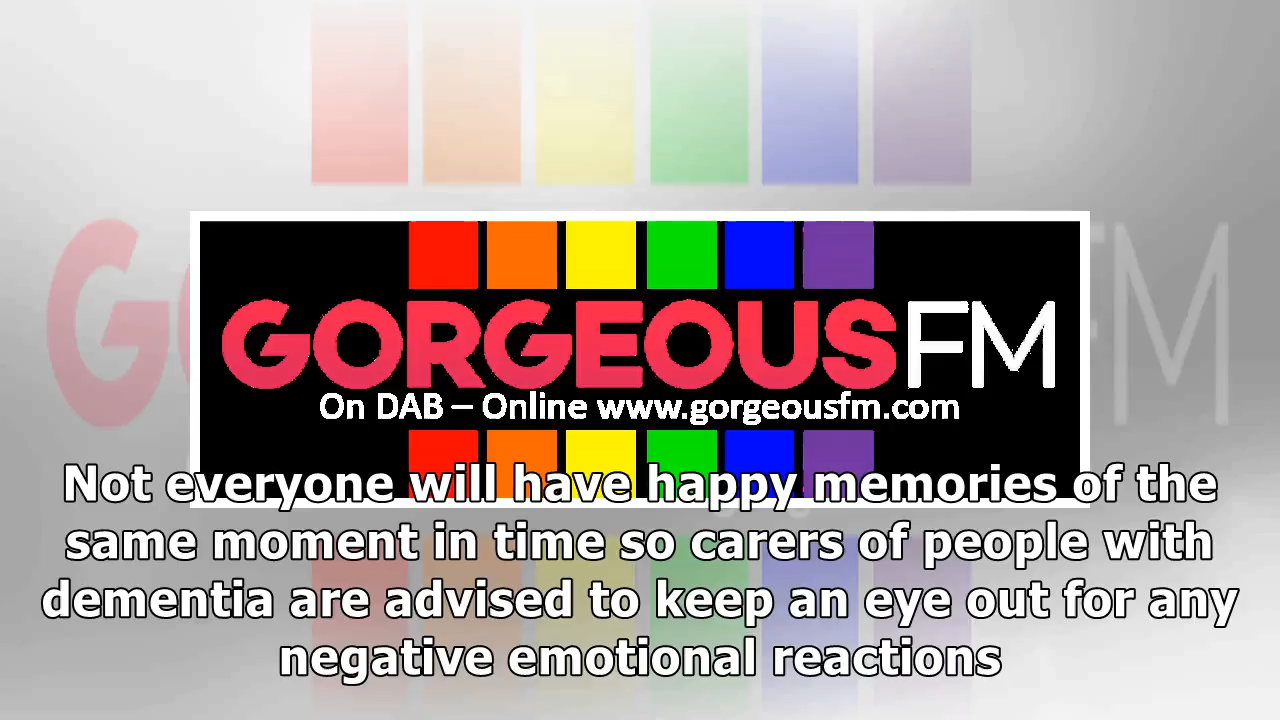 GORGEOUSFM
On DAB – Online www.gorgeousfm.com
Not everyone will have happy memories of the
same moment in time so carers of people with
dementia are advised to keep an eye out for any
negative emotional reactions